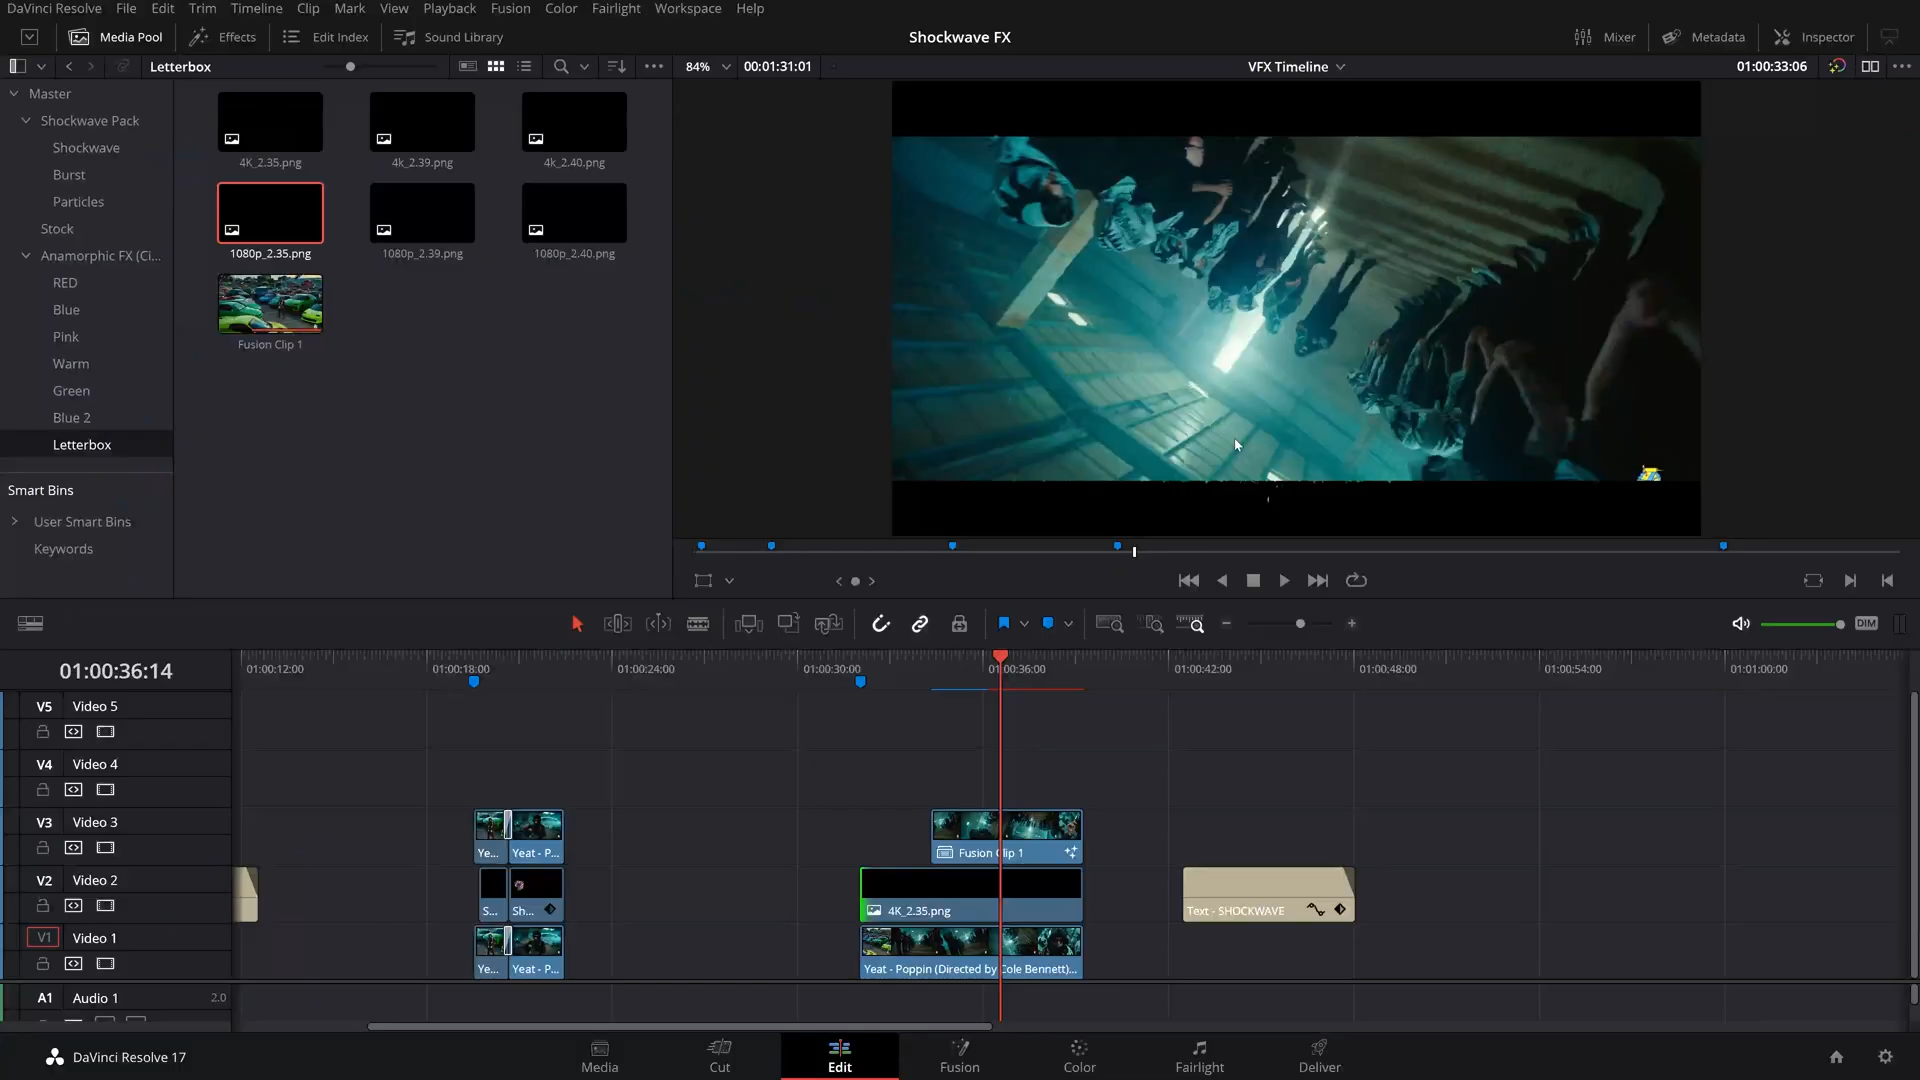 DaVinci Resolve File Edit Trim Timeline Clip Mark View Playback Fusion Color Fairlight Workspace Help
Media Pool Effects Edit Index Sound Library Shockwave FX Mixer Metadata Inspector
Letterbox 84% 00:01:31:01 VFX Timeline 01:00:33:06
Master
Shockwave Pack
Shockwave
Burst
Particles
Stock
Anamorphic FX (Ci...
RED
Blue
Pink
Warm
Green
Blue 2
Letterbox
Smart Bins
User Smart Bins
Keywords
4K_2.35.png 4k_2.39.png 4k_2.40.png
1080p_2.35.png 1080p_2.39.png 1080p_2.40.png
Fusion Clip 1
DIM
01:00:36:14
01:00:12:00 01:00:18:00 01:00:24:00 01:00:30:00 01:00:36:00 01:00:42:00 01:00:48:00 01:00:54:00 01:01:00:00
V5 Video 5
V4 Video 4
V3 Video 3
Ye... Yeat - P... Fusion Clip 1
V2 Video 2
S... Sh... 4K_2.35.png Text - SHOCKWAVE
V1 Video 1
Ye... Yeat - P... Yeat - Poppin (Directed by Cole Bennett)...
A1 Audio 1 2.0
DaVinci Resolve 17
Media Cut Edit Fusion Color Fairlight Deliver